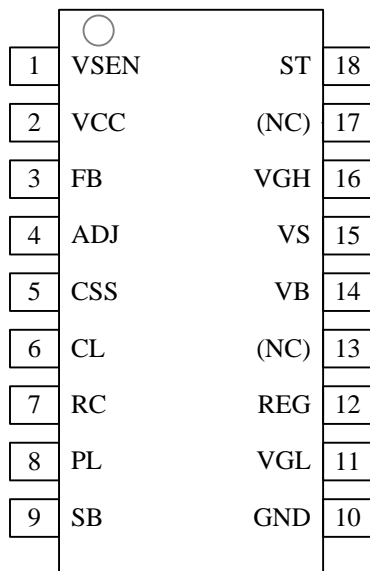 1 VSEN ST 18
2 VCC (NC) 17
3 FB VGH 16
4 ADJ VS 15
5 CSS VB 14
6 CL (NC) 13
7 RC REG 12
8 PL VGL 11
9 SB GND 10